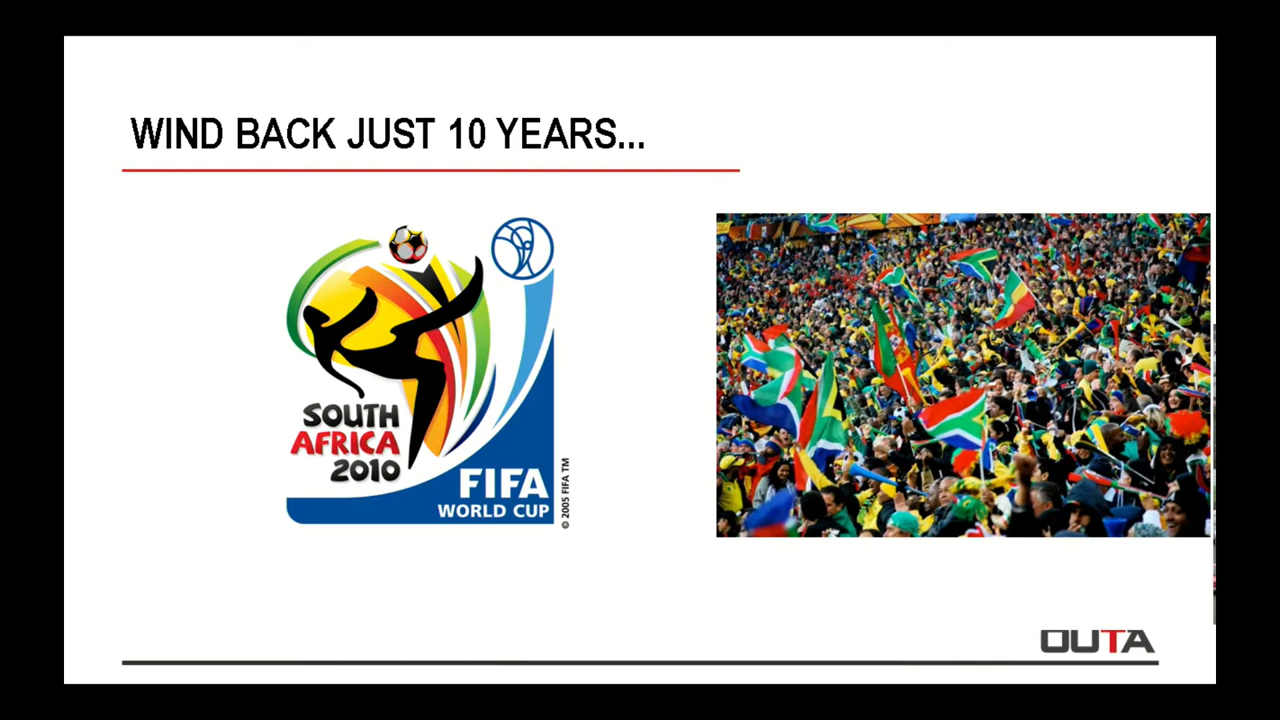 WIND BACK JUST 10 YEARS...
SOUTH
AFRICA
2010
FIFA
WORLD CUP
© 2005 FIFA TM
OUTA